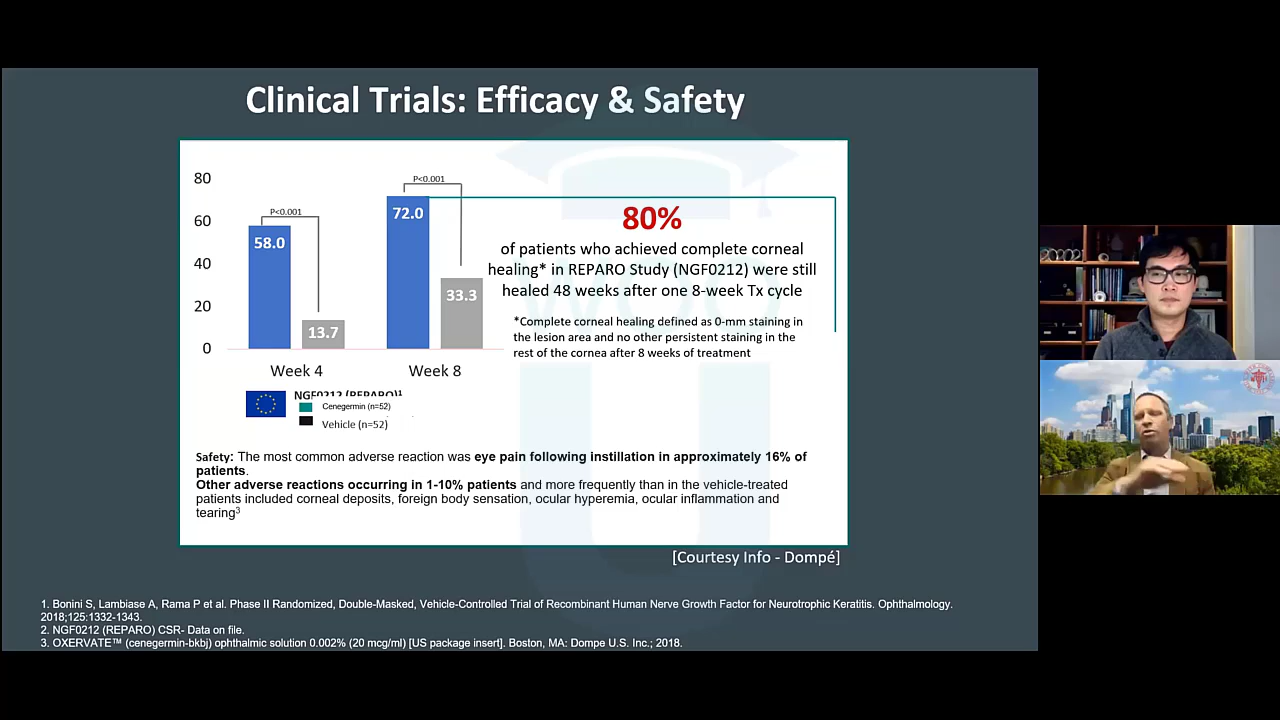 Clinical Trials: Efficacy & Safety
80
60
40
20
0
P<0.001
58.0
13.7
P<0.001
72.0
33.3
Week 4
Week 8
80%
of patients who achieved complete corneal
healing* in REPARO Study (NGF0212) were still
healed 48 weeks after one 8-week Tx cycle
*Complete corneal healing defined as 0-mm staining in
the lesion area and no other persistent staining in the
rest of the cornea after 8 weeks of treatment
NGF0212 (REPARO)¹
Cenegermin (n=52)
Vehicle (n=52)
Safety: The most common adverse reaction was eye pain following instillation in approximately 16% of
patients.
Other adverse reactions occurring in 1-10% patients and more frequently than in the vehicle-treated
patients included corneal deposits, foreign body sensation, ocular hyperemia, ocular inflammation and
tearing³
[Courtesy Info - Dompé]
1. Bonini S, Lambiase A, Rama P et al. Phase II Randomized, Double-Masked, Vehicle-Controlled Trial of Recombinant Human Nerve Growth Factor for Neurotrophic Keratitis. Ophthalmology.
2018;125:1332-1343.
2. NGF0212 (REPARO) CSR- Data on file.
3. OXERVATE™ (cenegermin-bkbj) ophthalmic solution 0.002% (20 mcg/ml) [US package insert]. Boston, MA: Dompe U.S. Inc.; 2018.